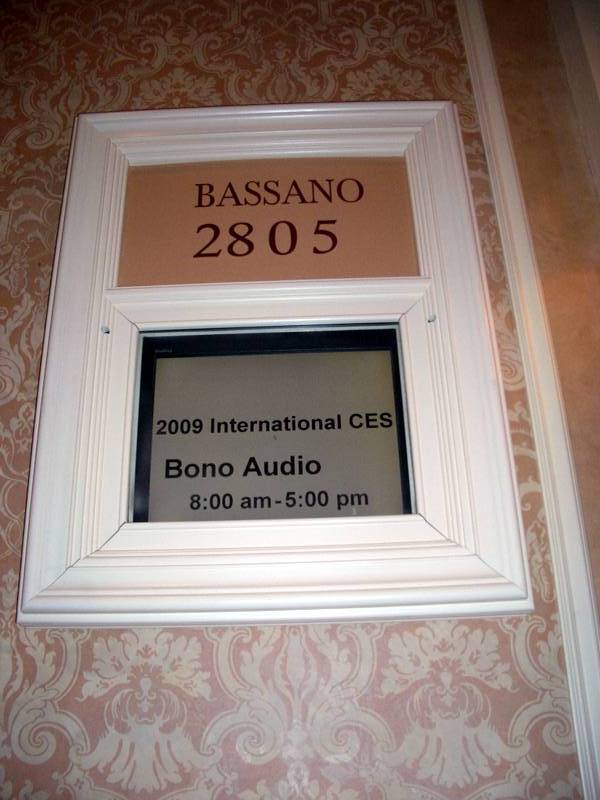 BASSANO
2805
2009 International CES
Bono Audio
8:00 am-5:00 pm